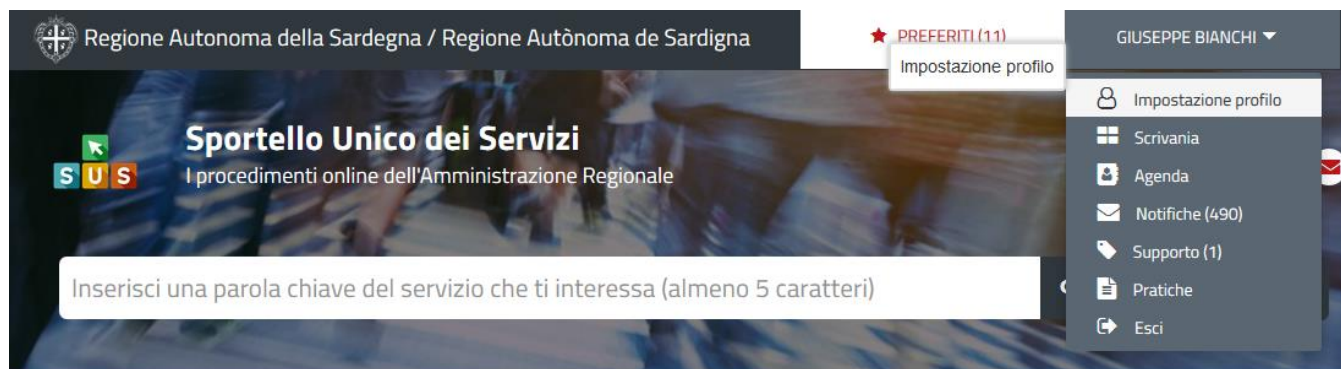 Regione Autonoma della Sardegna / Regione Autònoma de Sardigna
PREFERITI (11)
GIUSEPPE BIANCHI
Impostazione profilo
Impostazione profilo
Scrivania
Agenda
Notifiche (490)
Supporto (1)
Pratiche
Esci
SUS
Sportello Unico dei Servizi
I procedimenti online dell'Amministrazione Regionale
Inserisci una parola chiave del servizio che ti interessa (almeno 5 caratteri)